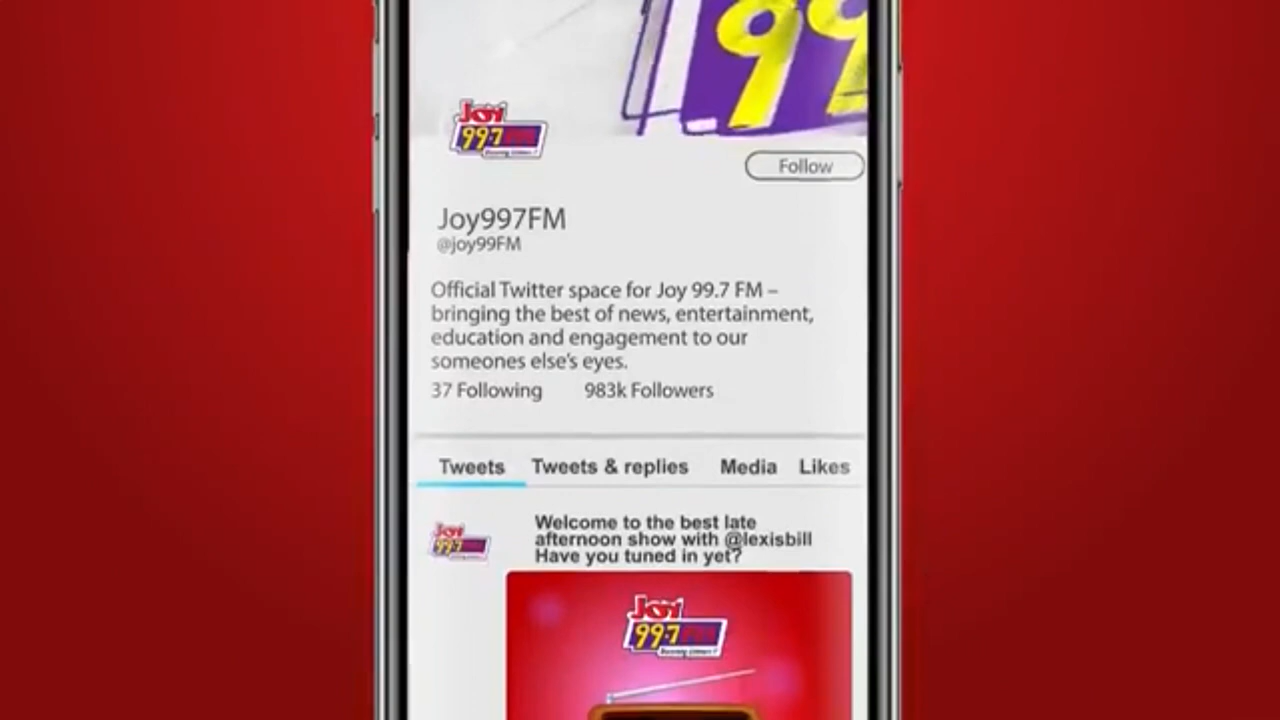 99
Joy
99.7 FM
Follow
Joy997FM
@joy99FM
Official Twitter space for Joy 99.7 FM –
bringing the best of news, entertainment,
education and engagement to our
someones else's eyes.
37 Following 983k Followers
Tweets Tweets & replies Media Likes
Joy
99.7
Welcome to the best late
afternoon show with @lexisbill
Have you tuned in yet?
Joy
99.7 FM